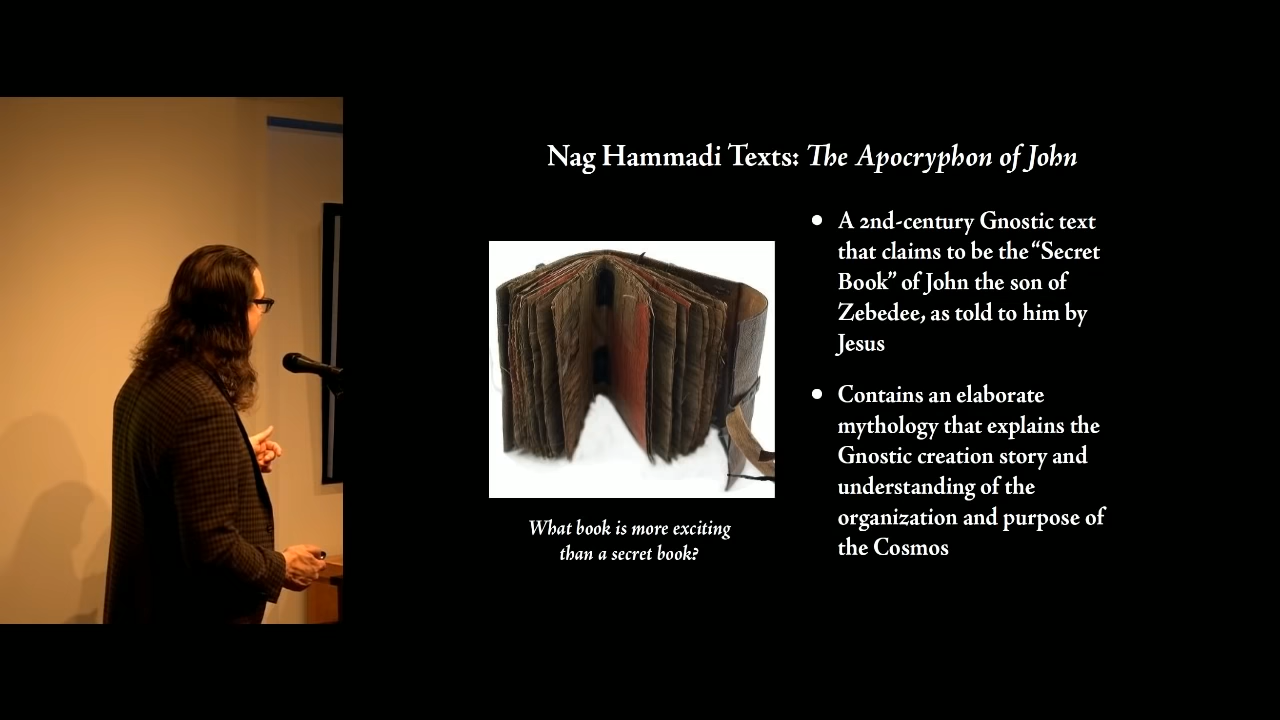 Nag Hammadi Texts: The Apocryphon of John
• A 2nd-century Gnostic text
that claims to be the “Secret
Book” of John the son of
Zebedee, as told to him by
Jesus
• Contains an elaborate
mythology that explains the
Gnostic creation story and
understanding of the
organization and purpose of
the Cosmos
What book is more exciting
than a secret book?